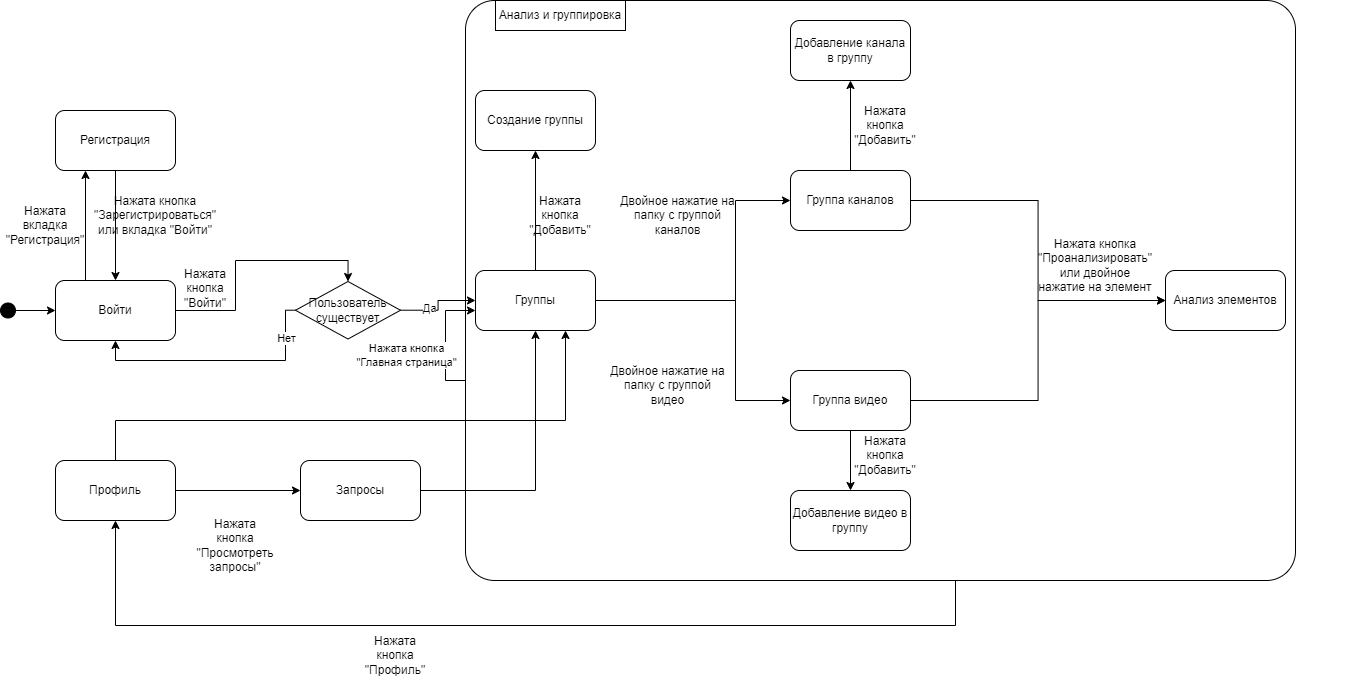 Анализ и группировка
Добавление канала
в группу
Создание группы
Нажата
кнопка
"Добавить"
Регистрация
Нажата
вкладка
"Регистрация"
Нажата кнопка
"Зарегистрироваться"
или вкладка "Войти"
Нажата
кнопка
"Добавить"
Двойное нажатие на
папку с группой
каналов
Группа каналов
Нажата кнопка
"Проанализировать"
или двойное
нажатие на элемент
Войти
Нажата
кнопка
"Войти"
Пользователь
существует
Да
Нет
Группы
Анализ элементов
Нажата кнопка
"Главная страница"
Двойное нажатие на
папку с группой
видео
Группа видео
Нажата
кнопка
"Добавить"
Профиль
Запросы
Добавление видео в
группу
Нажата
кнопка
"Просмотреть
запросы"
Нажата
кнопка
"Профиль"